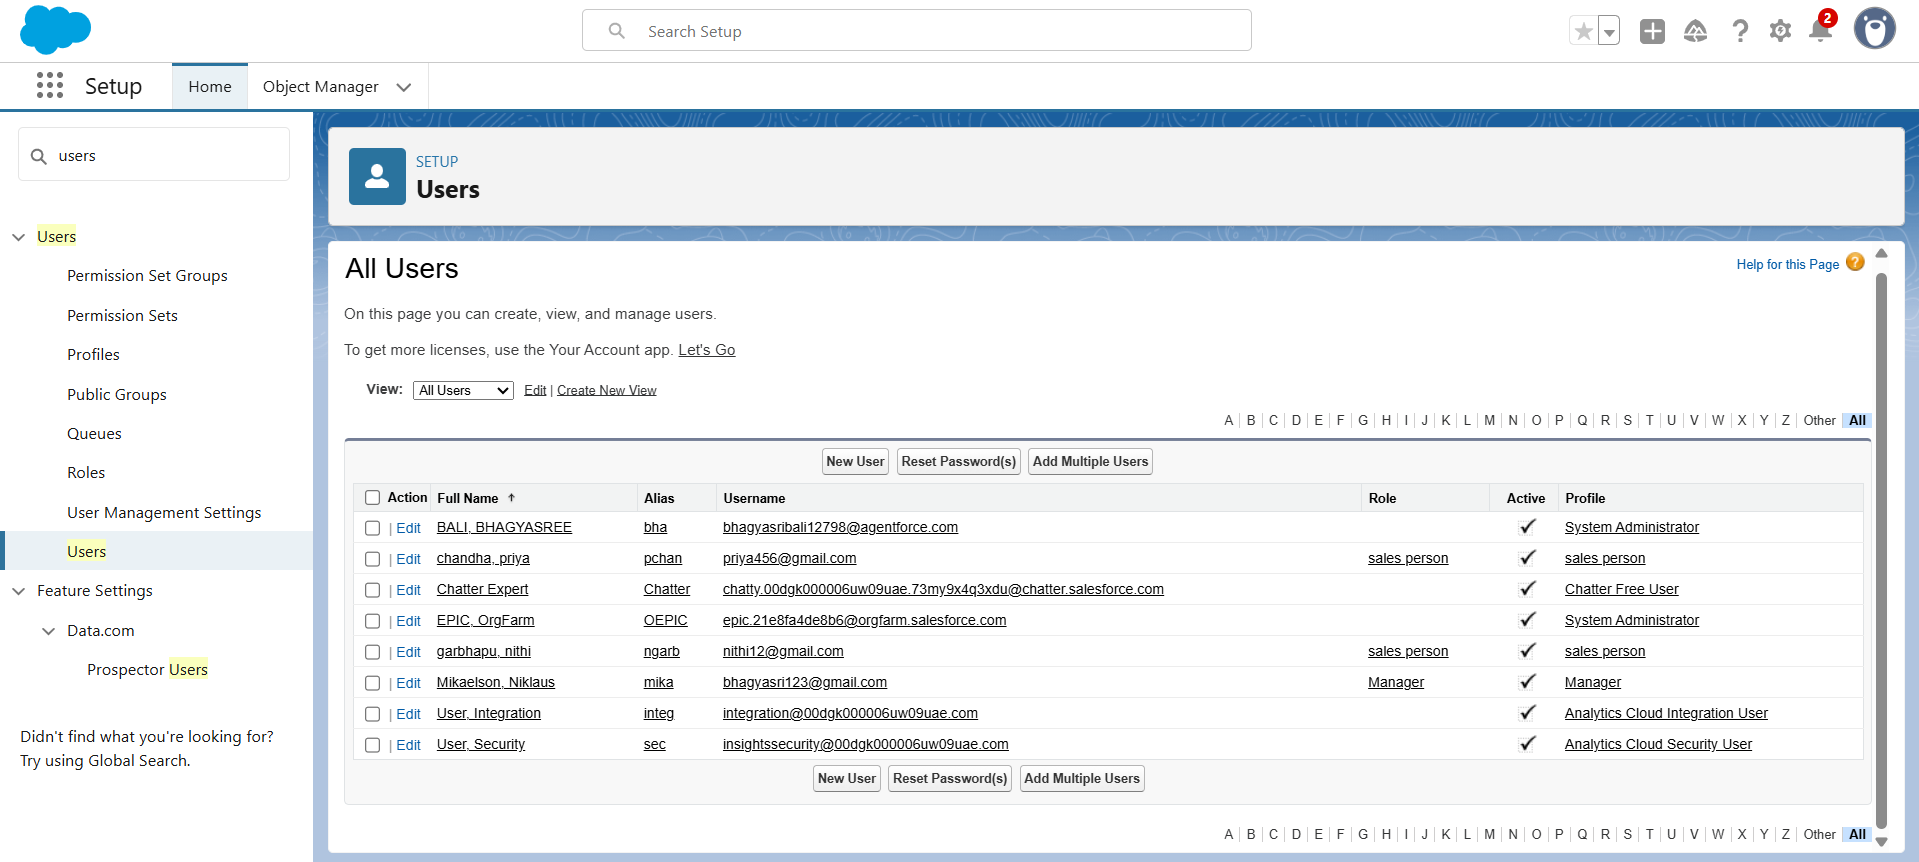 Search Setup
2
Setup
Home
Object Manager
users
Users
Permission Set Groups
Permission Sets
Profiles
Public Groups
Queues
Roles
User Management Settings
Users
Feature Settings
Data.com
Prospector Users
Didn't find what you're looking for?
Try using Global Search.
SETUP
Users
All Users
Help for this Page ?
On this page you can create, view, and manage users.
To get more licenses, use the Your Account app. Let's Go
View: All Users Edit | Create New View
A | B | C | D | E | F | G | H | I | J | K | L | M | N | O | P | Q | R | S | T | U | V | W | X | Y | Z | Other | All
New User Reset Password(s) Add Multiple Users
Action Full Name ↑ Alias Username Role Active Profile
| Edit BALI, BHAGYASREE bha bhagyasribali12798@agentforce.com ✓ System Administrator
| Edit chandha, priya pchan priya456@gmail.com sales person ✓ sales person
| Edit Chatter Expert Chatter chatty.00dgk000006uw09uae.73my9x4q3xdu@chatter.salesforce.com ✓ Chatter Free User
| Edit EPIC, OrgFarm OEPIC epic.21e8fa4de8b6@orgfarm.salesforce.com ✓ System Administrator
| Edit garbhapu, nithi ngarb nithi12@gmail.com sales person ✓ sales person
| Edit Mikaelson, Niklaus mika bhagyasri123@gmail.com Manager ✓ Manager
| Edit User, Integration integ integration@00dgk000006uw09uae.com ✓ Analytics Cloud Integration User
| Edit User, Security sec insightssecurity@00dgk000006uw09uae.com ✓ Analytics Cloud Security User
New User Reset Password(s) Add Multiple Users
A | B | C | D | E | F | G | H | I | J | K | L | M | N | O | P | Q | R | S | T | U | V | W | X | Y | Z | Other | All